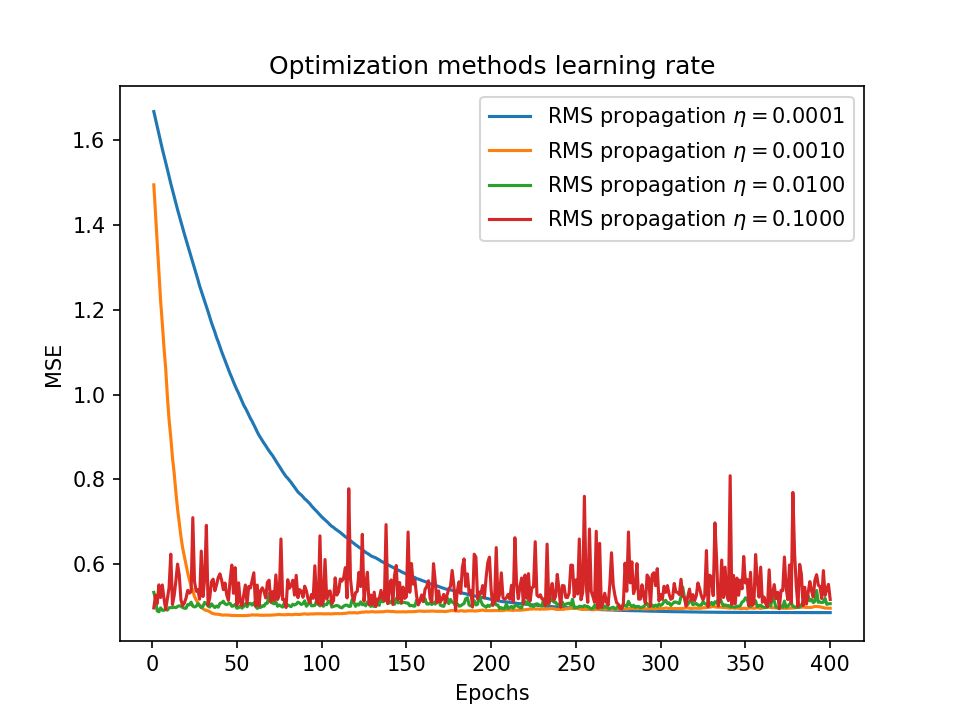 Optimization methods learning rate
RMS propagation η = 0.0001
RMS propagation η = 0.0010
RMS propagation η = 0.0100
RMS propagation η = 0.1000
MSE
1.6
1.4
1.2
1.0
0.8
0.6
0 50 100 150 200 250 300 350 400
Epochs